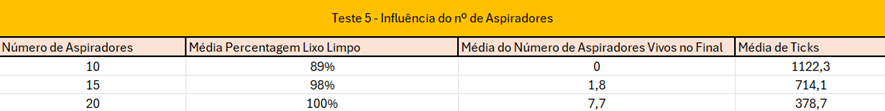 Teste 5 - Influência do nº de Aspiradores
Número de Aspiradores Média Percentagem Lixo Limpo Média do Número de Aspiradores Vivos no Final Média de Ticks
10 89% 0 1122,3
15 98% 1,8 714,1
20 100% 7,7 378,7